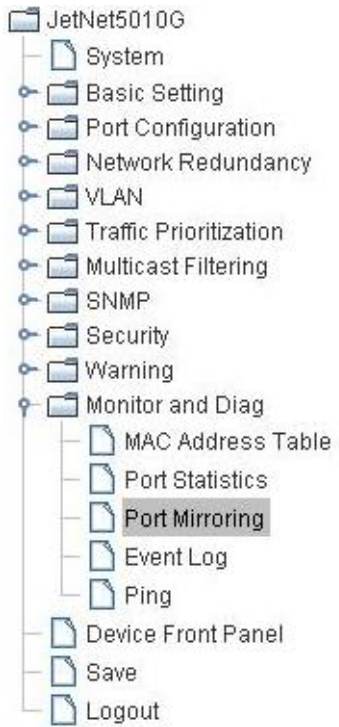 JetNet5010G
System
Basic Setting
Port Configuration
Network Redundancy
VLAN
Traffic Prioritization
Multicast Filtering
SNMP
Security
Warning
Monitor and Diag
MAC Address Table
Port Statistics
Port Mirroring
Event Log
Ping
Device Front Panel
Save
Logout